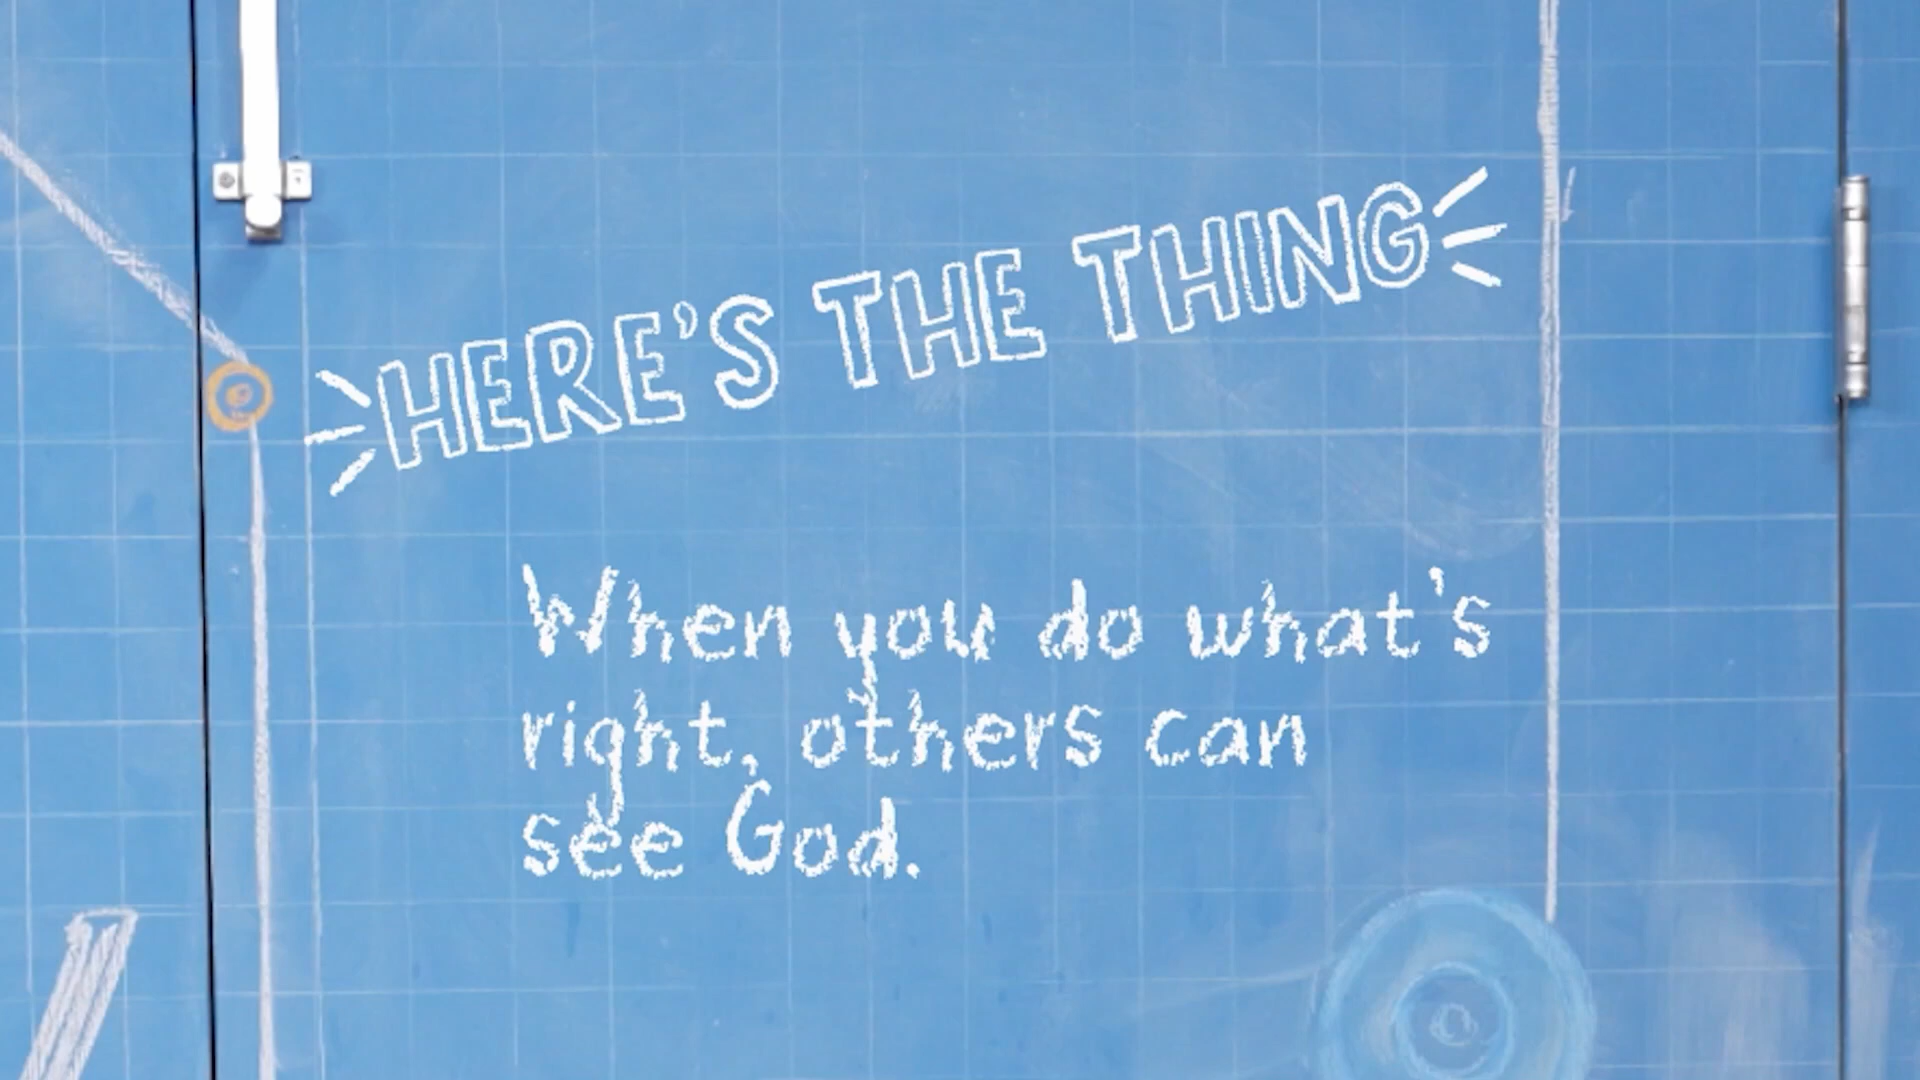 HERE'S THE THING
When you do what's
right, others can
see God.